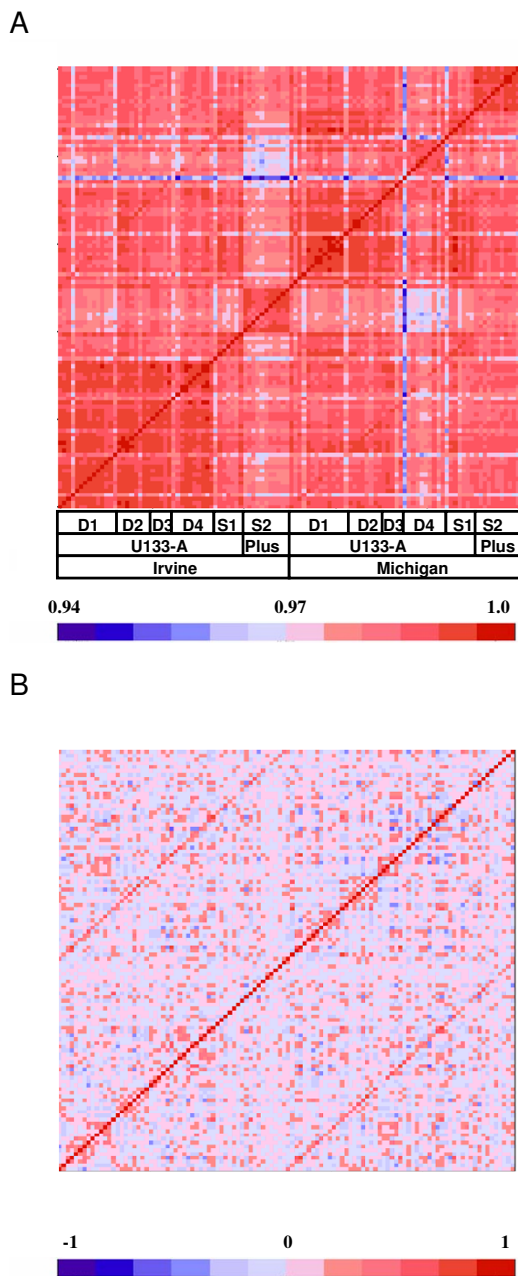 A
D1 D2 D3 D4 S1 S2 D1 D2 D3 D4 S1 S2
U133-A Plus U133-A Plus
Irvine Michigan
0.94 0.97 1.0
B
-1 0 1